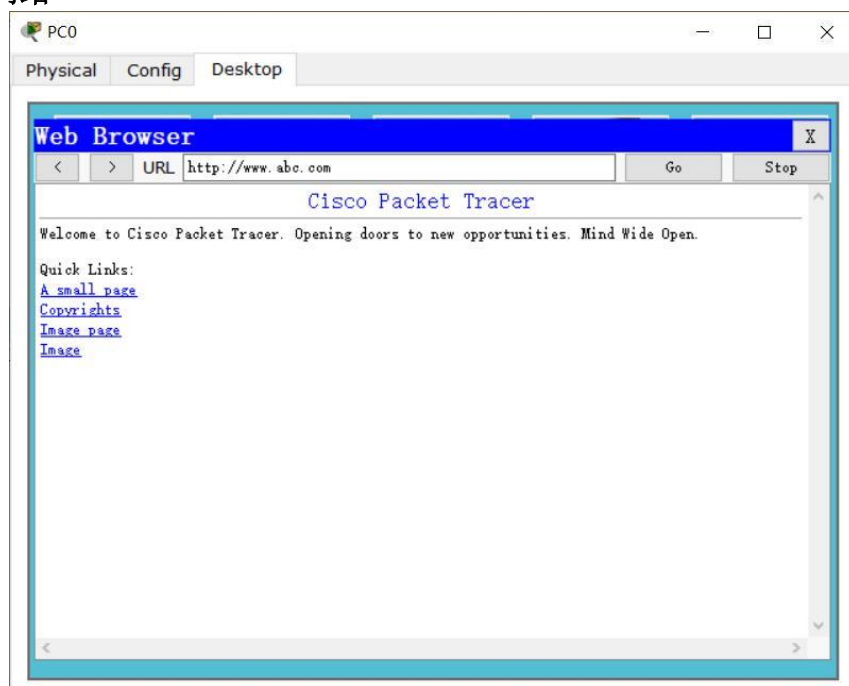 PC0
Physical Config Desktop
Web Browser X
< > URL http://www.abc.com Go Stop
Cisco Packet Tracer
Welcome to Cisco Packet Tracer. Opening doors to new opportunities. Mind Wide Open.
Quick Links:
A small page
Copyrights
Image page
Image